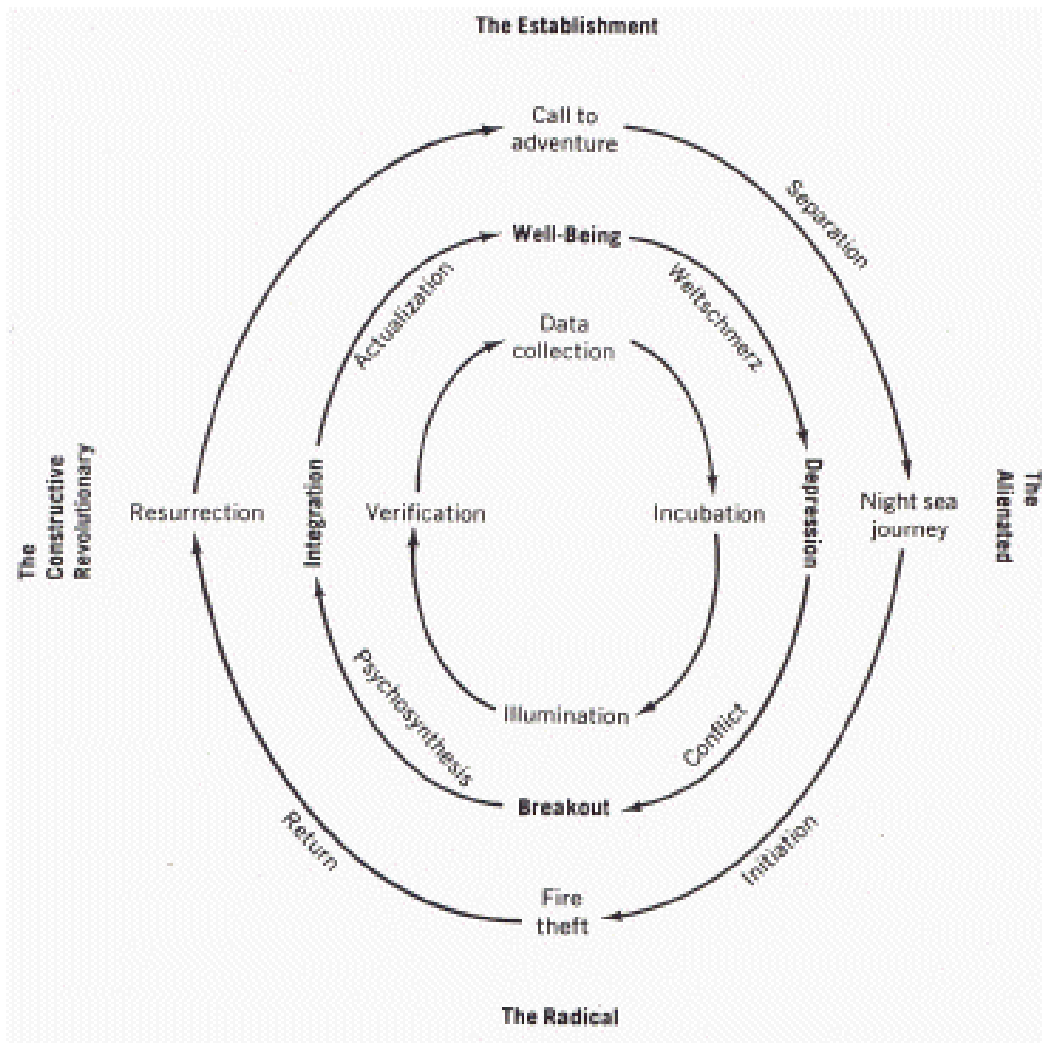 The Establishment
Call to
adventure
Separation
Well-Being
Actualization
Weltschmerz
Data
collection
The
Constructive
Revolutionary
Resurrection
Integration
Verification
Incubation
Depression
Night sea
journey
The
Alienated
Psychosynthesis
Illumination
Conflict
Breakout
Return
Initiation
Fire
theft
The Radical